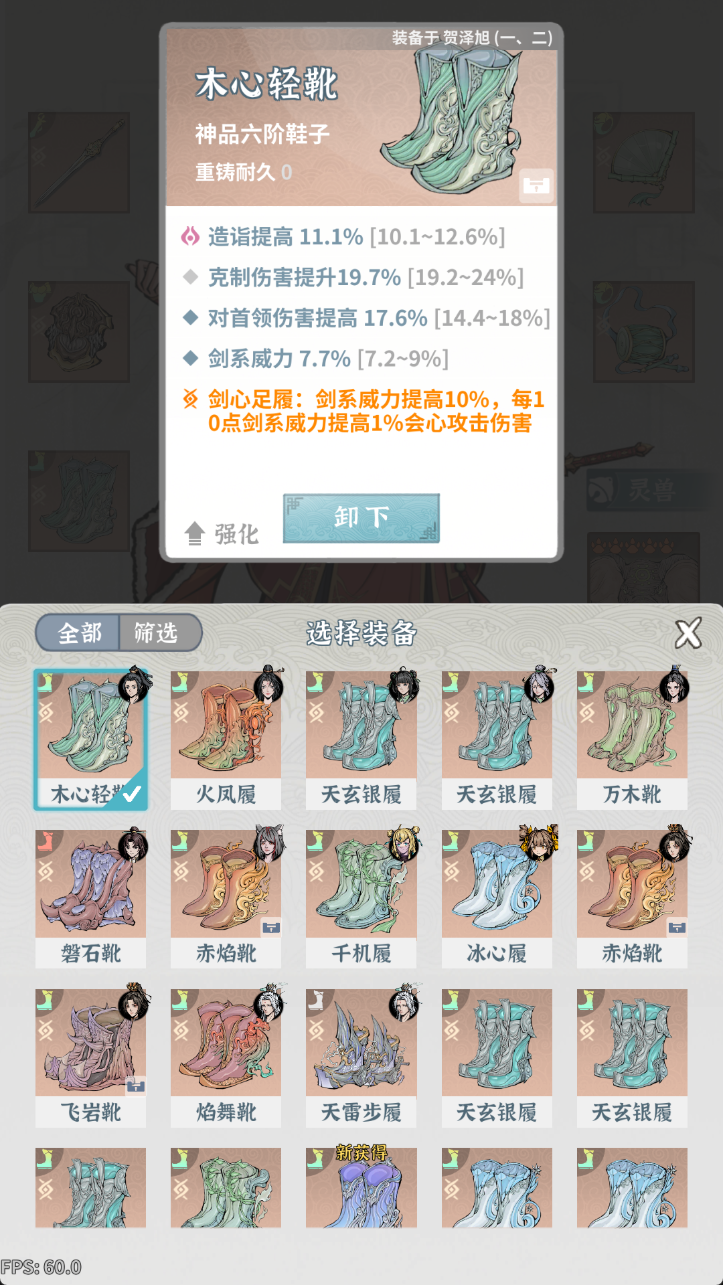 装备于 贺泽旭 (一、二)
木心轻靴
神品六阶鞋子
重铸耐久 0
造诣提高 11.1% [10.1~12.6%]
克制伤害提升19.7% [19.2~24%]
对首领伤害提高 17.6% [14.4~18%]
剑系威力 7.7% [7.2~9%]
剑心足履：剑系威力提高10%，每1
0点剑系威力提高1%会心攻击伤害
强化
卸下
灵兽
全部 筛选
选择装备
木心轻靴
火凤履
天玄银履
天玄银履
万木靴
磐石靴
赤焰靴
千机履
冰心履
赤焰靴
飞岩靴
焰舞靴
天雷步履
天玄银履
天玄银履
新获得
FPS: 60.0